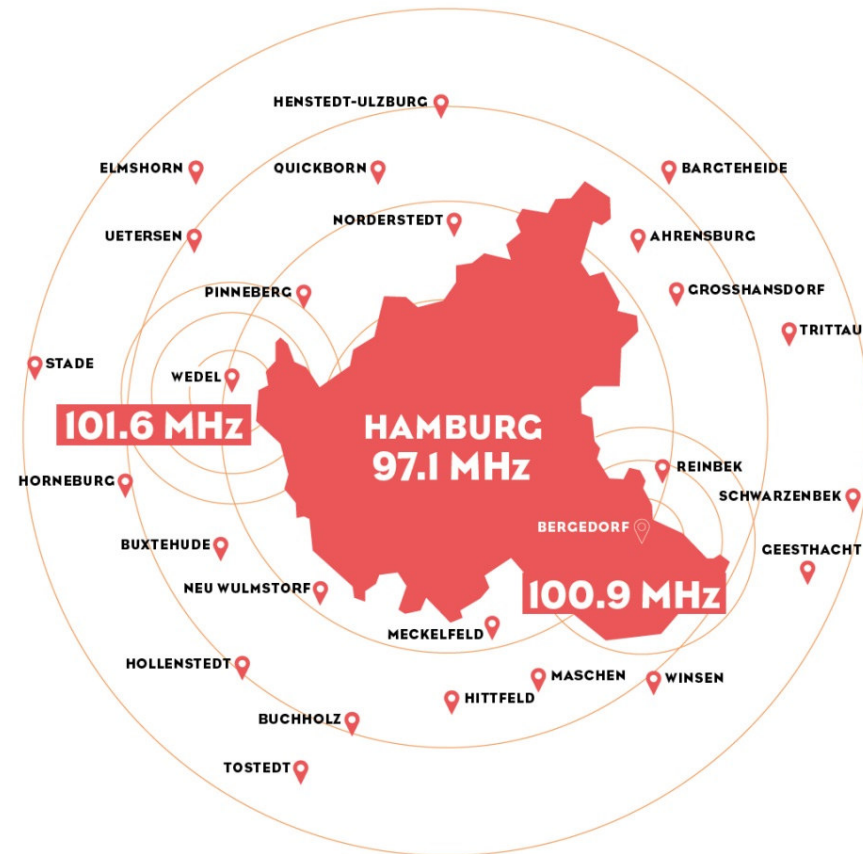 HENSTEDT-ULZBURG
ELMSHORN
QUICKBORN
BARGTEHEIDE
NORDERSTEDT
UETERSEN
AHRENSBURG
PINNEBERG
GROSSHANSDORF
TRITTAU
STADE
WEDEL
101.6 MHz
HAMBURG
97.1 MHz
REINBEK
HORNEBURG
SCHWARZENBEK
BERGEDORF
BUXTEHUDE
GEESTHACHT
NEU WULMSTORF
100.9 MHz
MECKELFELD
HOLLENSTEDT
MASCHEN
WINSEN
HITTFELD
BUCHHOLZ
TOSTEDT